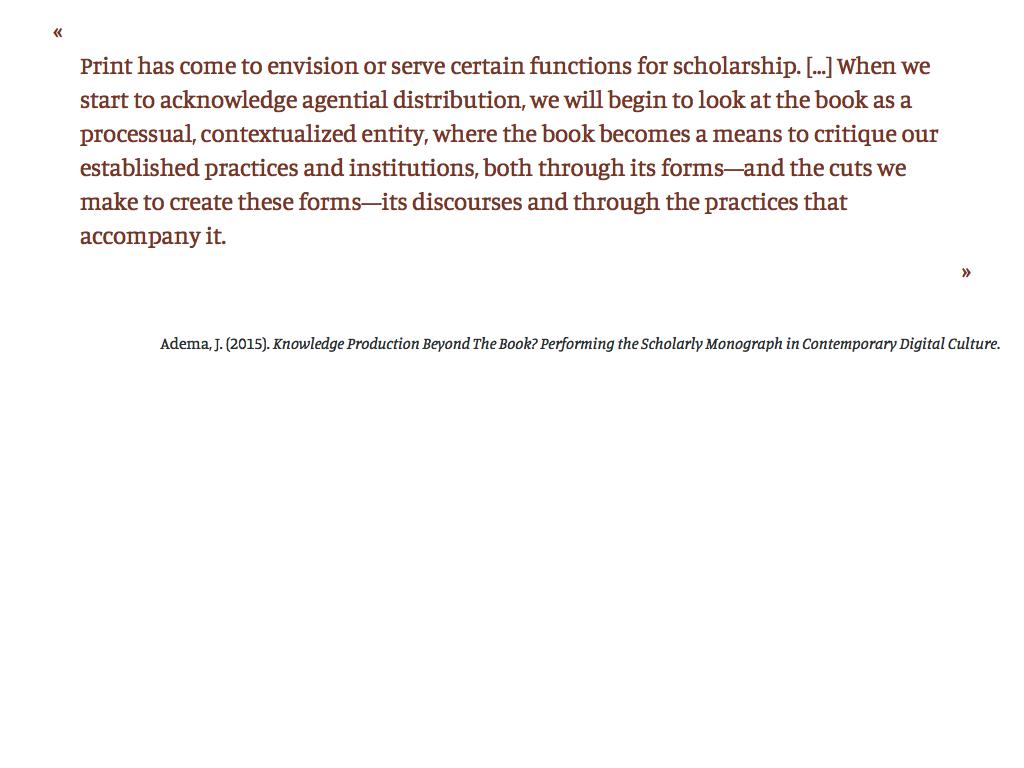 «
Print has come to envision or serve certain functions for scholarship. […] When we
start to acknowledge agential distribution, we will begin to look at the book as a
processual, contextualized entity, where the book becomes a means to critique our
established practices and institutions, both through its forms—and the cuts we
make to create these forms—its discourses and through the practices that
accompany it.
»
Adema, J. (2015). Knowledge Production Beyond The Book? Performing the Scholarly Monograph in Contemporary Digital Culture.